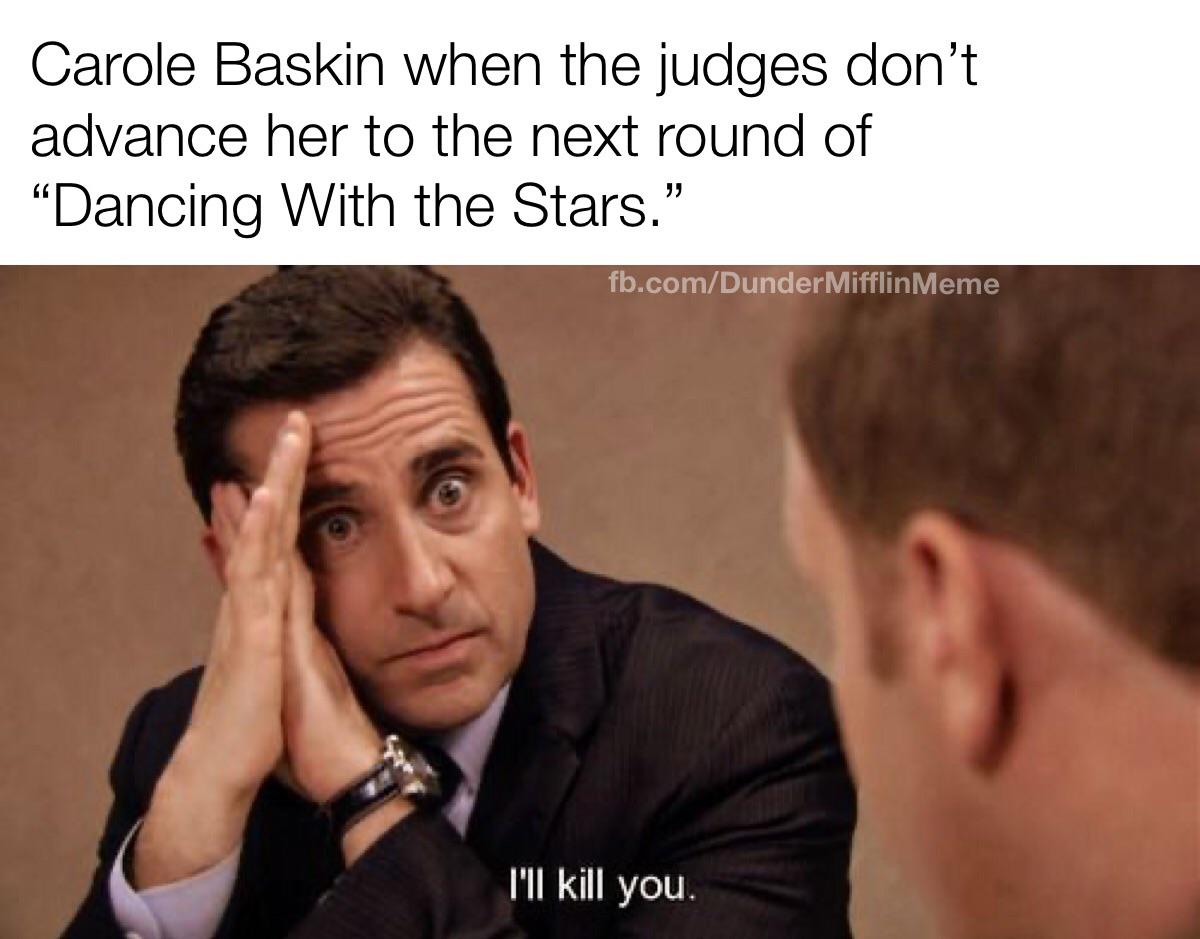 Carole Baskin when the judges don’t
advance her to the next round of
“Dancing With the Stars.”
fb.com/DunderMifflinMeme
I'll kill you.